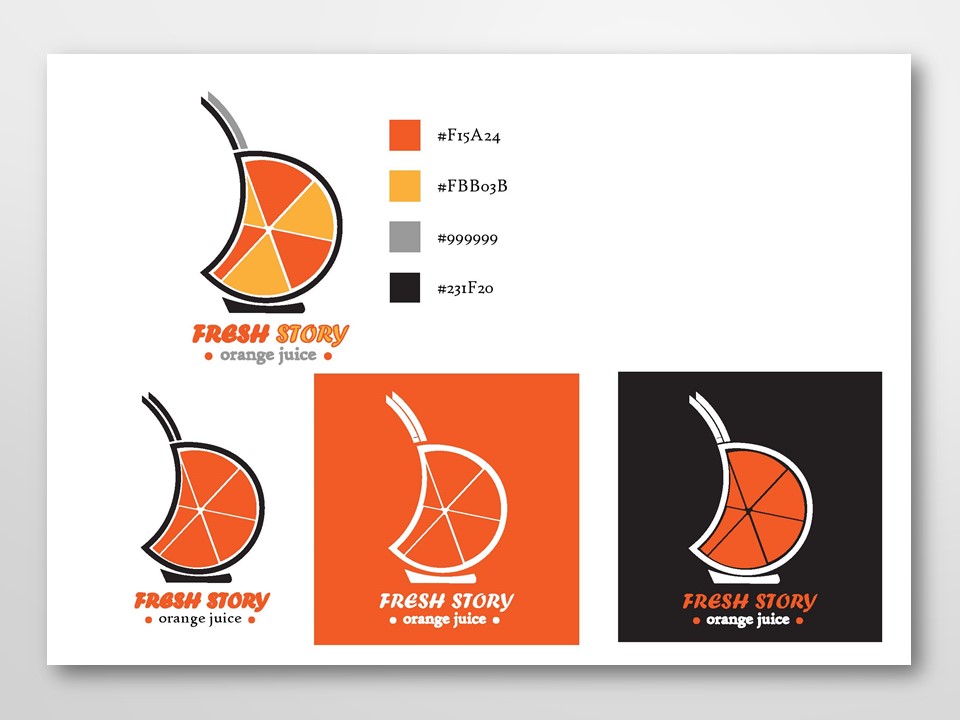 #F15A24
#FBB03B
#999999
#231F20
FRESH STORY
• orange juice •
FRESH STORY
• orange juice •
FRESH STORY
• orange juice •
FRESH STORY
• orange juice •